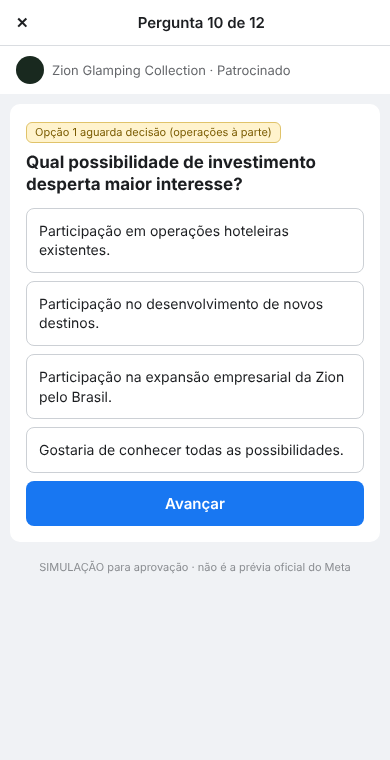 ✕ Pergunta 10 de 12
Zion Glamping Collection · Patrocinado
Opção 1 aguarda decisão (operações à parte)
Qual possibilidade de investimento
desperta maior interesse?
Participação em operações hoteleiras
existentes.
Participação no desenvolvimento de novos
destinos.
Participação na expansão empresarial da Zion
pelo Brasil.
Gostaria de conhecer todas as possibilidades.
Avançar
SIMULAÇÃO para aprovação · não é a prévia oficial do Meta